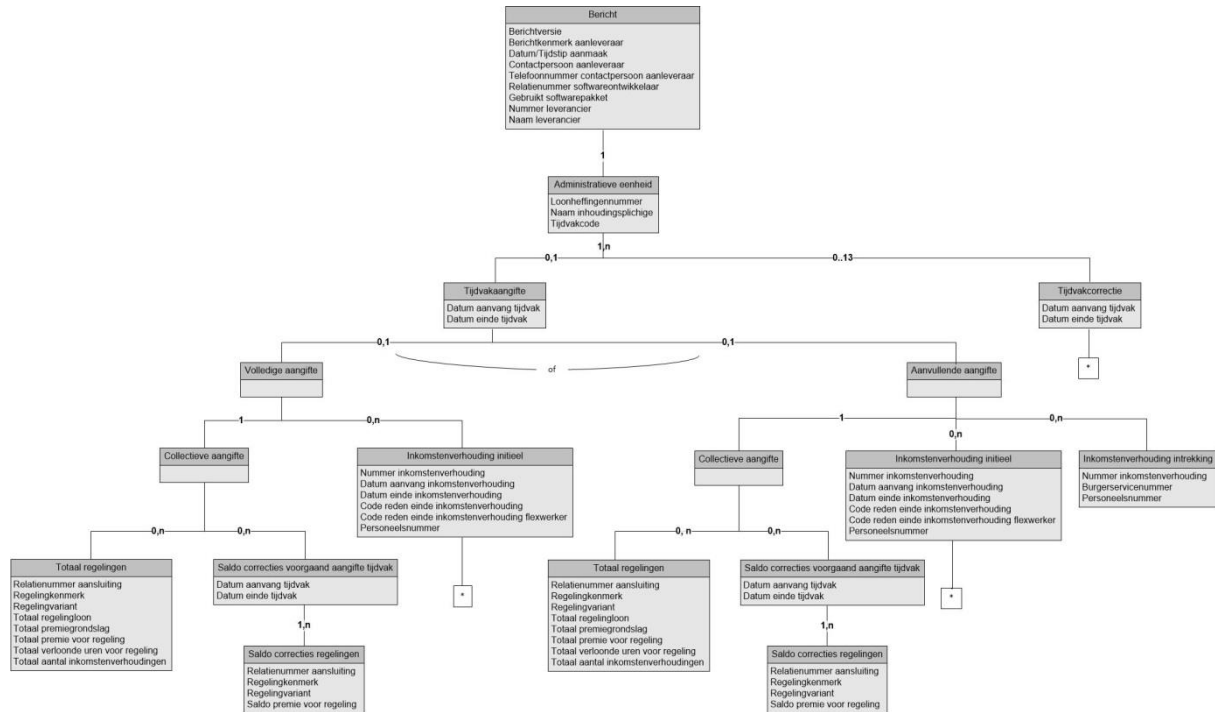 Bericht
Berichtversie
Berichtkenmerk aanleveraar
Datum/Tijdstip aanmaak
Contactpersoon aanleveraar
Telefoonnummer contactpersoon aanleveraar
Relatienummer softwareontwikkelaar
Gebruikt softwarepakket
Nummer leverancier
Naam leverancier
1
Administratieve eenheid
Loonheffingennummer
Naam inhoudingsplichige
Tijdvakcode
1,n
0,1
0..13
Tijdvakaangifte
Datum aanvang tijdvak
Datum einde tijdvak
Tijdvakcorrectie
Datum aanvang tijdvak
Datum einde tijdvak
*
0,1
of
0,1
Volledige aangifte
Aanvullende aangifte
1
0,n
1
0,n
0,n
Collectieve aangifte
Inkomstenverhouding initieel
Nummer inkomstenverhouding
Datum aanvang inkomstenverhouding
Datum einde inkomstenverhouding
Code reden einde inkomstenverhouding
Code reden einde inkomstenverhouding flexwerker
Personeelsnummer
*
Collectieve aangifte
Inkomstenverhouding initieel
Nummer inkomstenverhouding
Datum aanvang inkomstenverhouding
Datum einde inkomstenverhouding
Code reden einde inkomstenverhouding
Code reden einde inkomstenverhouding flexwerker
Personeelsnummer
*
Inkomstenverhouding intrekking
Nummer inkomstenverhouding
Burgerservicenummer
Personeelsnummer
0,n
0,n
Totaal regelingen
Relatienummer aansluiting
Regelingkenmerk
Regelingvariant
Totaal regelingloon
Totaal premiegrondslag
Totaal premie voor regeling
Totaal verloonde uren voor regeling
Totaal aantal inkomstenverhoudingen
Saldo correcties voorgaand aangifte tijdvak
Datum aanvang tijdvak
Datum einde tijdvak
1,n
Saldo correcties regelingen
Relatienummer aansluiting
Regelingkenmerk
Regelingvariant
Saldo premie voor regeling
0, n
0,n
Totaal regelingen
Relatienummer aansluiting
Regelingkenmerk
Regelingvariant
Totaal regelingloon
Totaal premiegrondslag
Totaal premie voor regeling
Totaal verloonde uren voor regeling
Totaal aantal inkomstenverhoudingen
Saldo correcties voorgaand aangifte tijdvak
Datum aanvang tijdvak
Datum einde tijdvak
1,n
Saldo correcties regelingen
Relatienummer aansluiting
Regelingkenmerk
Regelingvariant
Saldo premie voor regeling